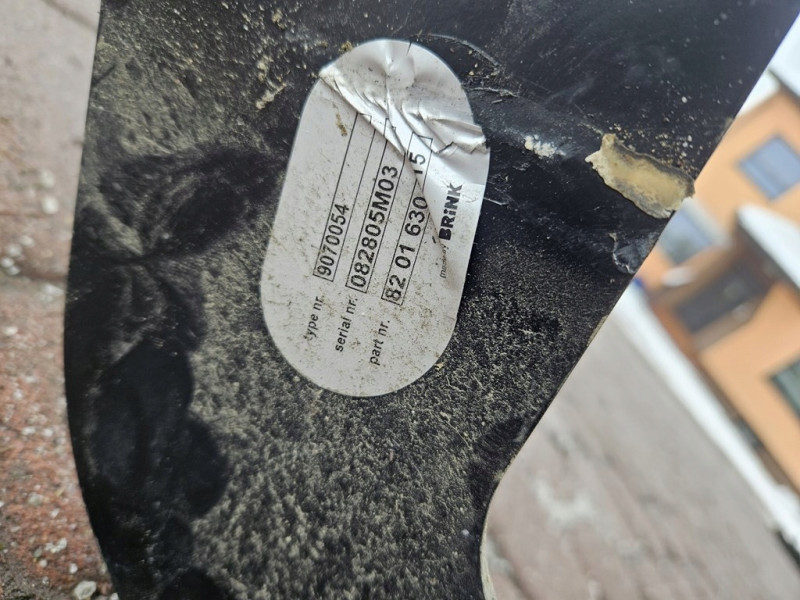 type nr. 9070054
serial nr. 082805M03
part nr. 82 01 630 15
BRINK